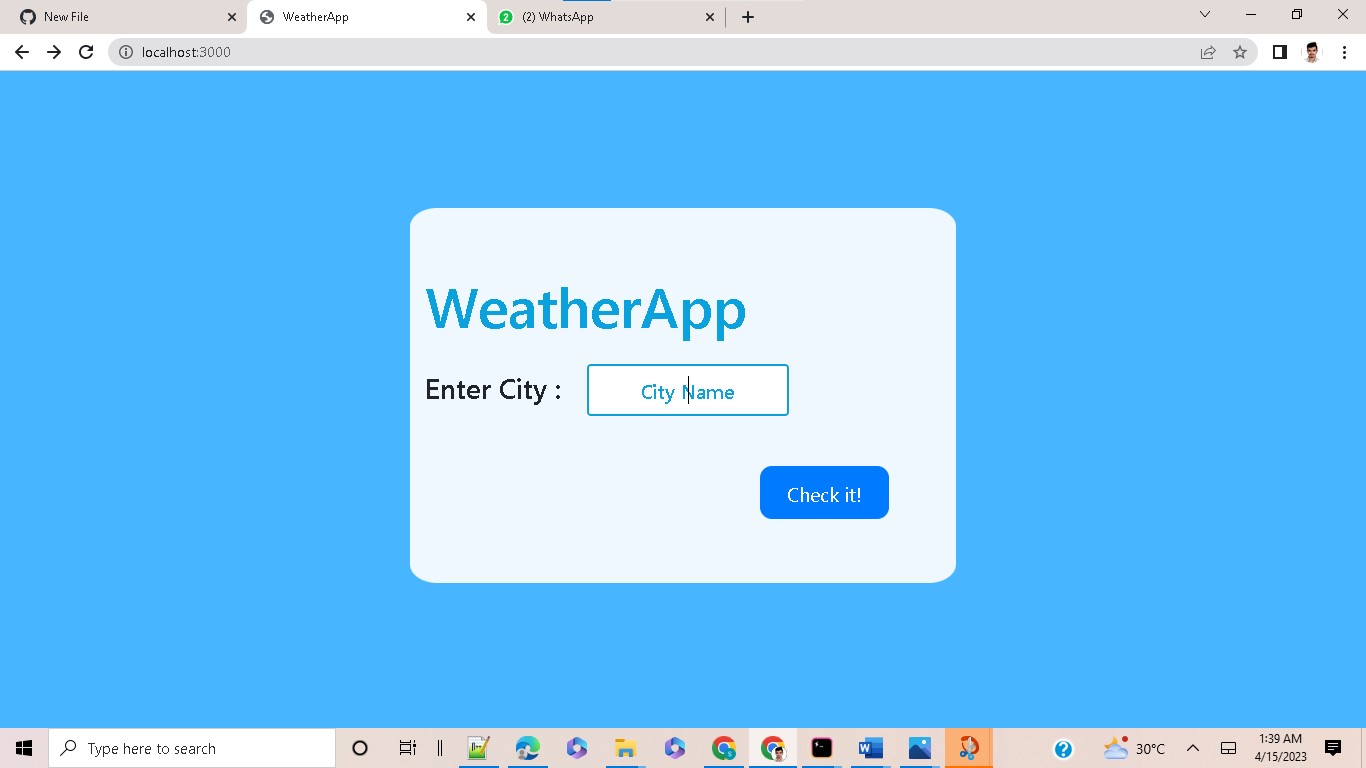 New File
WeatherApp
(2) WhatsApp
localhost:3000
WeatherApp
Enter City :
City Name
Check it!
Type here to search
30°C
1:39 AM
4/15/2023